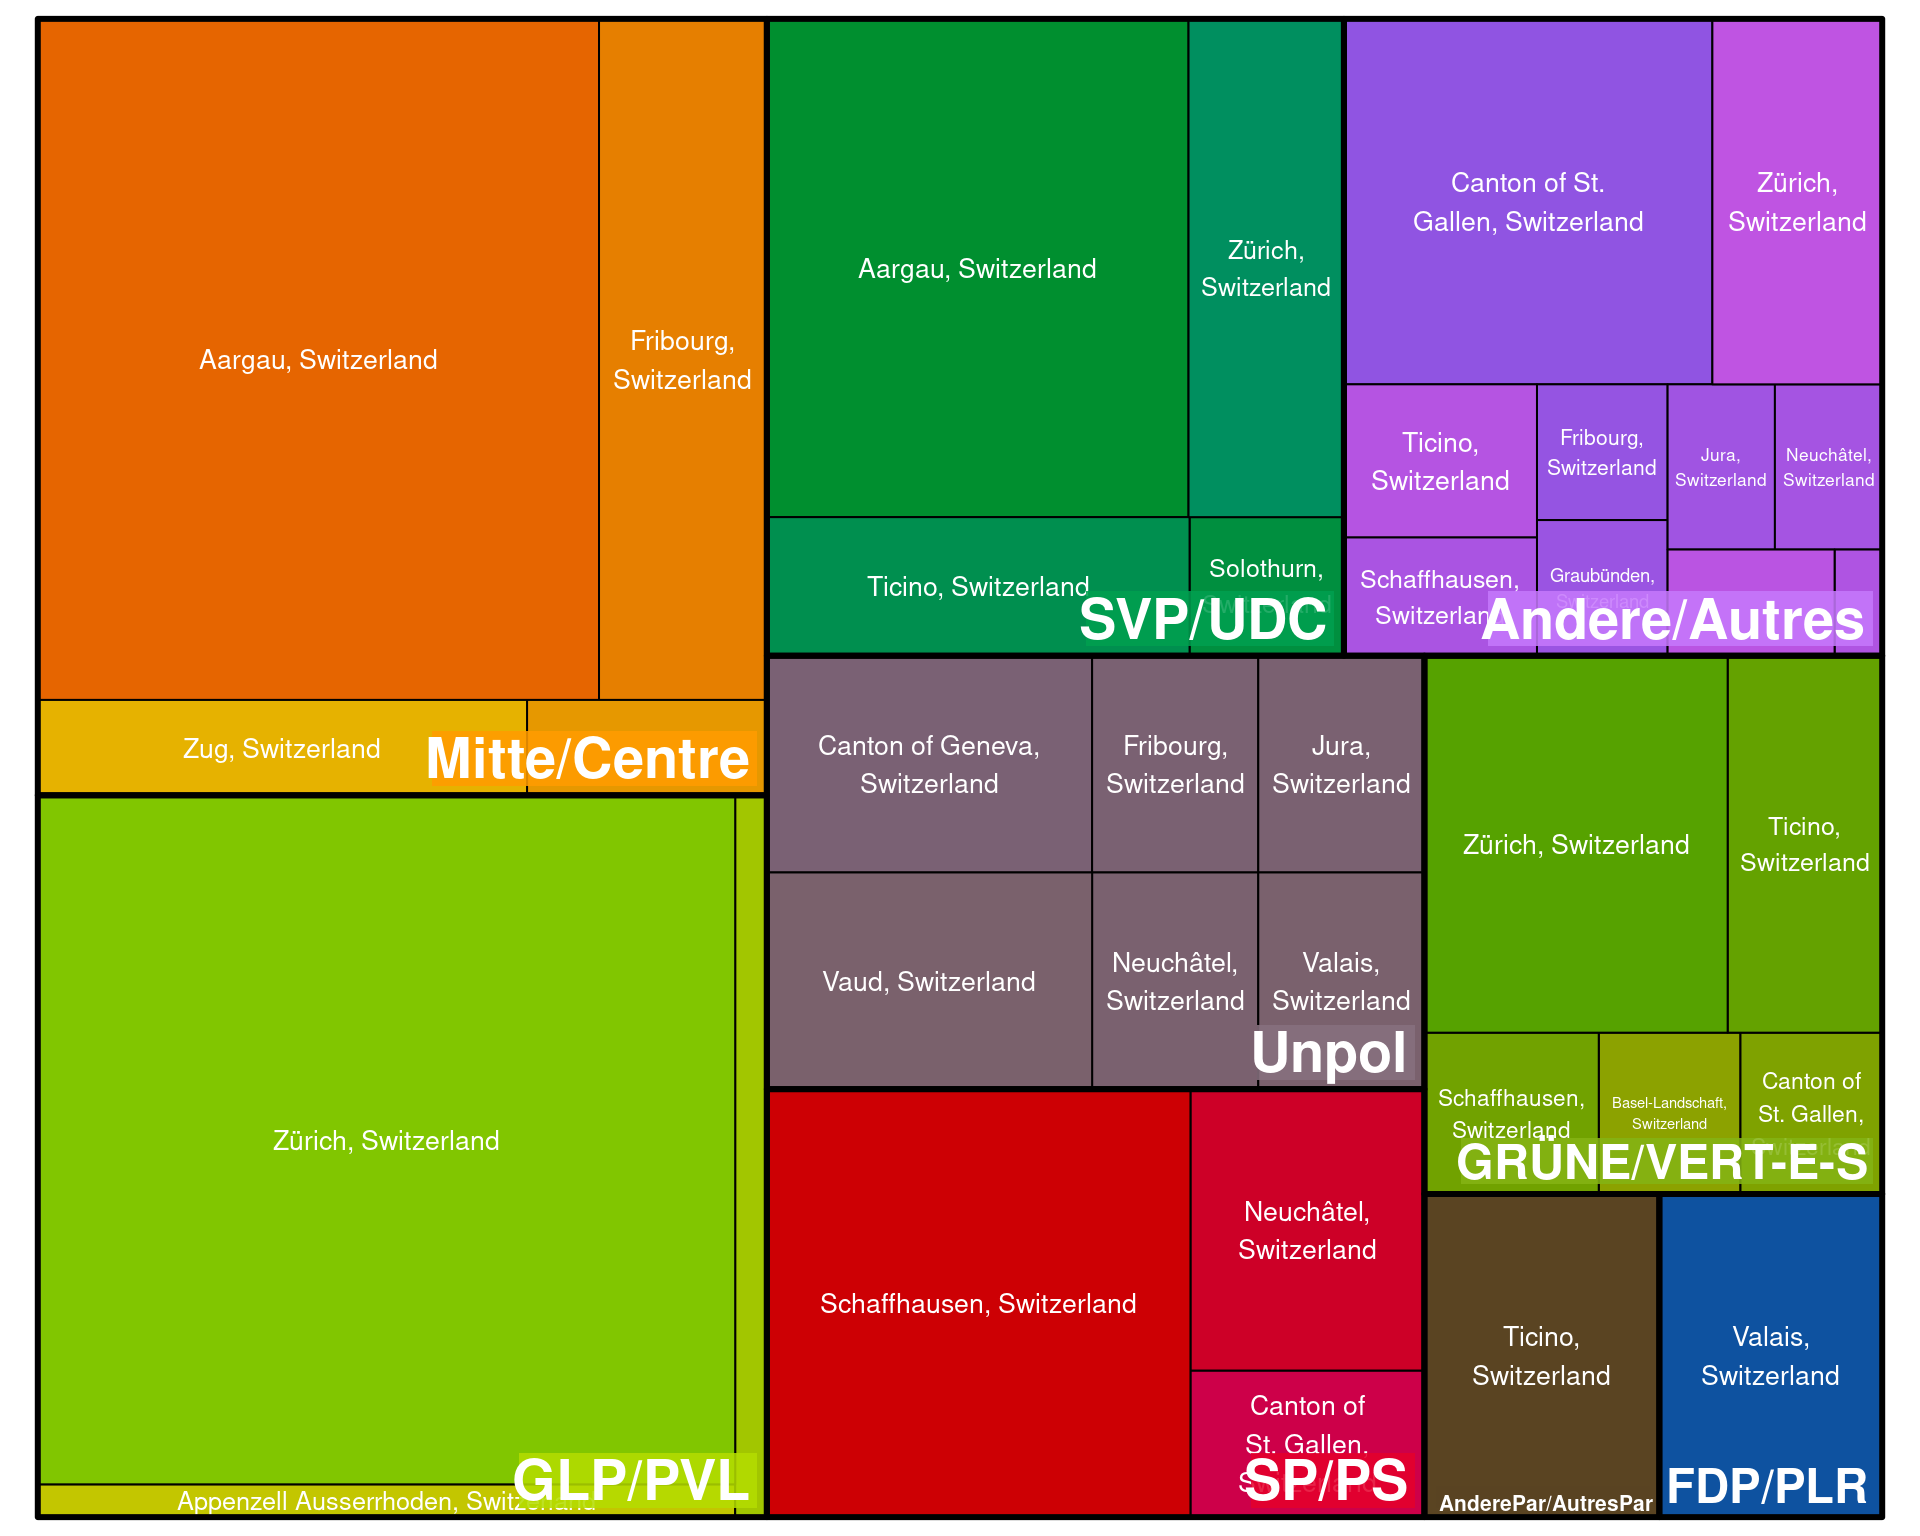 Aargau, Switzerland
Fribourg,
Switzerland
Zug, Switzerland
Mitte/Centre
Zürich, Switzerland
Appenzell Ausserrhoden, Switzerland
GLP/PVL
Aargau, Switzerland
Zürich,
Switzerland
Ticino, Switzerland
Solothurn,
Switzerland
SVP/UDC
Canton of St.
Gallen, Switzerland
Zürich,
Switzerland
Ticino,
Switzerland
Fribourg,
Switzerland
Jura,
Switzerland
Neuchâtel,
Switzerland
Schaffhausen,
Switzerland
Graubünden,
Switzerland
Andere/Autres
Canton of Geneva,
Switzerland
Fribourg,
Switzerland
Jura,
Switzerland
Vaud, Switzerland
Neuchâtel,
Switzerland
Valais,
Switzerland
Unpol
Zürich, Switzerland
Ticino,
Switzerland
Schaffhausen,
Switzerland
Basel-Landschaft,
Switzerland
Canton of
St. Gallen,
Switzerland
GRÜNE/VERT-E-S
Schaffhausen, Switzerland
Neuchâtel,
Switzerland
Canton of
St. Gallen,
Switzerland
SP/PS
Ticino,
Switzerland
AnderePar/AutresPar
Valais,
Switzerland
FDP/PLR